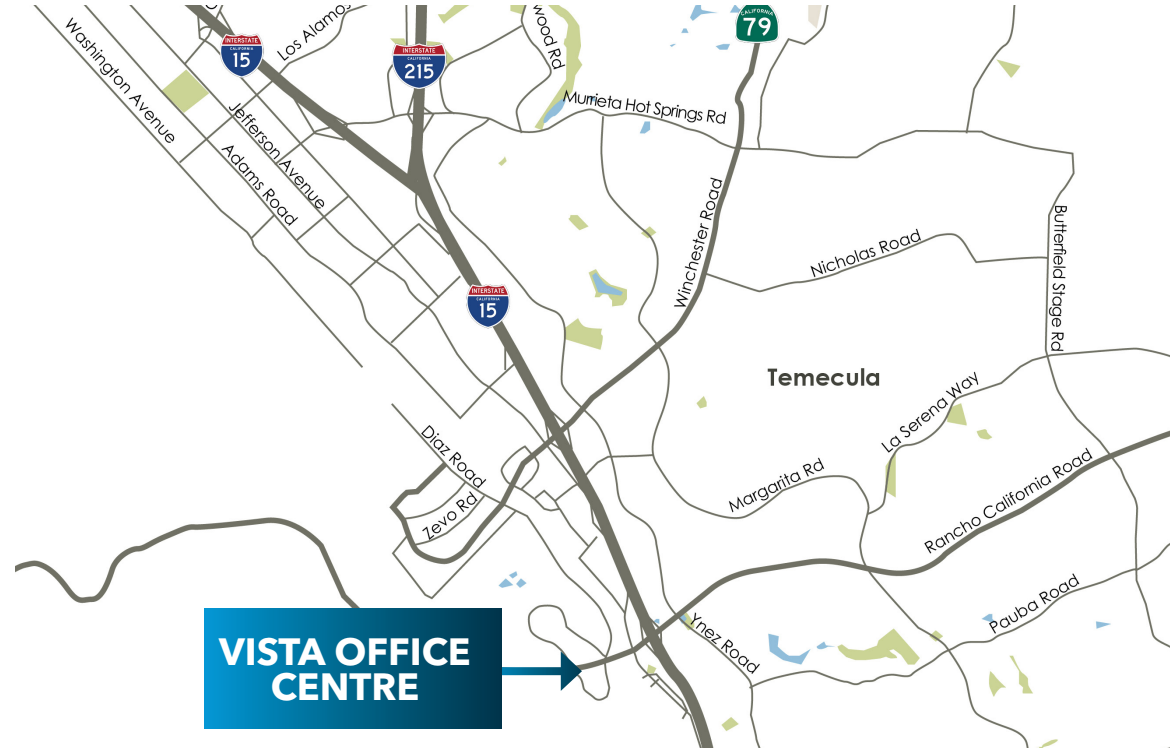 Washington Avenue
INTERSTATE
CALIFORNIA
15
Los Alamos
INTERSTATE
CALIFORNIA
215
wood Rd
CALIFORNIA
79
Murrieta Hot Springs Rd
Jefferson Avenue
Adams Road
Winchester Road
Nicholas Road
Butterfield Stage Rd
INTERSTATE
CALIFORNIA
15
Temecula
La Serena Way
Diaz Road
Zevo Rd
Margarita Rd
Rancho California Road
Pauba Road
Ynez Road
VISTA OFFICE
CENTRE